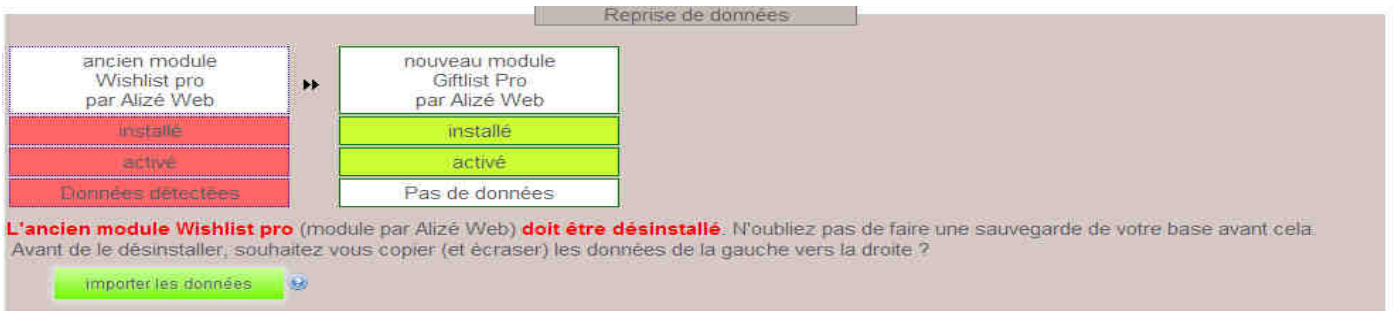 Reprise de données
ancien module
Wishlist pro
par Alizé Web
nouveau module
Giftlist Pro
par Alizé Web
installé
installé
activé
activé
Données détectées
Pas de données
L'ancien module Wishlist pro (module par Alizé Web) doit être désinstallé. N'oubliez pas de faire une sauvegarde de votre base avant cela.
Avant de le désinstaller, souhaitez vous copier (et écraser) les données de la gauche vers la droite ?
importer les données